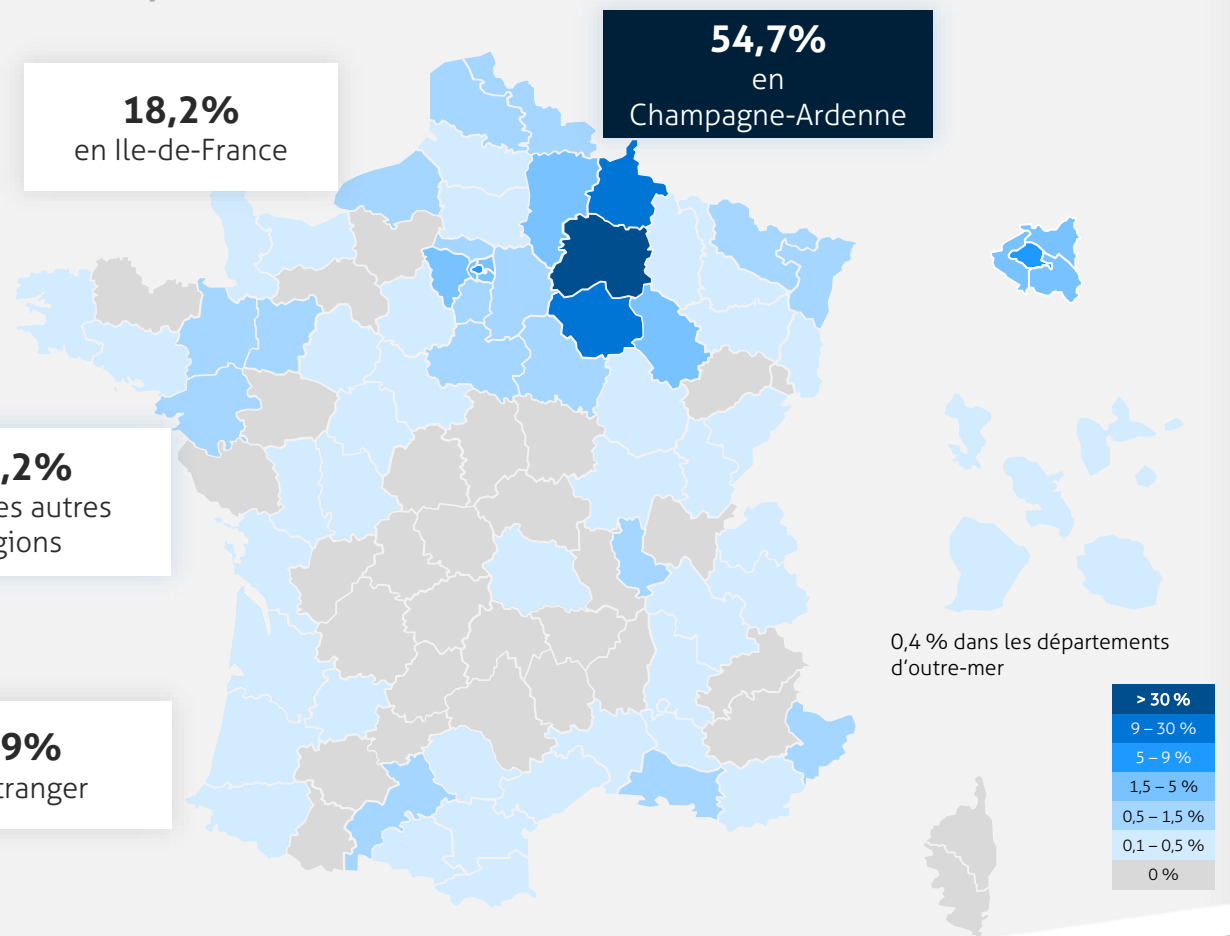 54,7%
en
Champagne-Ardenne
18,2%
en Ile-de-France
,2%
es autres
gions
9%
tranger
0,4 % dans les départements
d'outre-mer
> 30 %
9 – 30 %
5 – 9 %
1,5 – 5 %
0,5 – 1,5 %
0,1 – 0,5 %
0 %